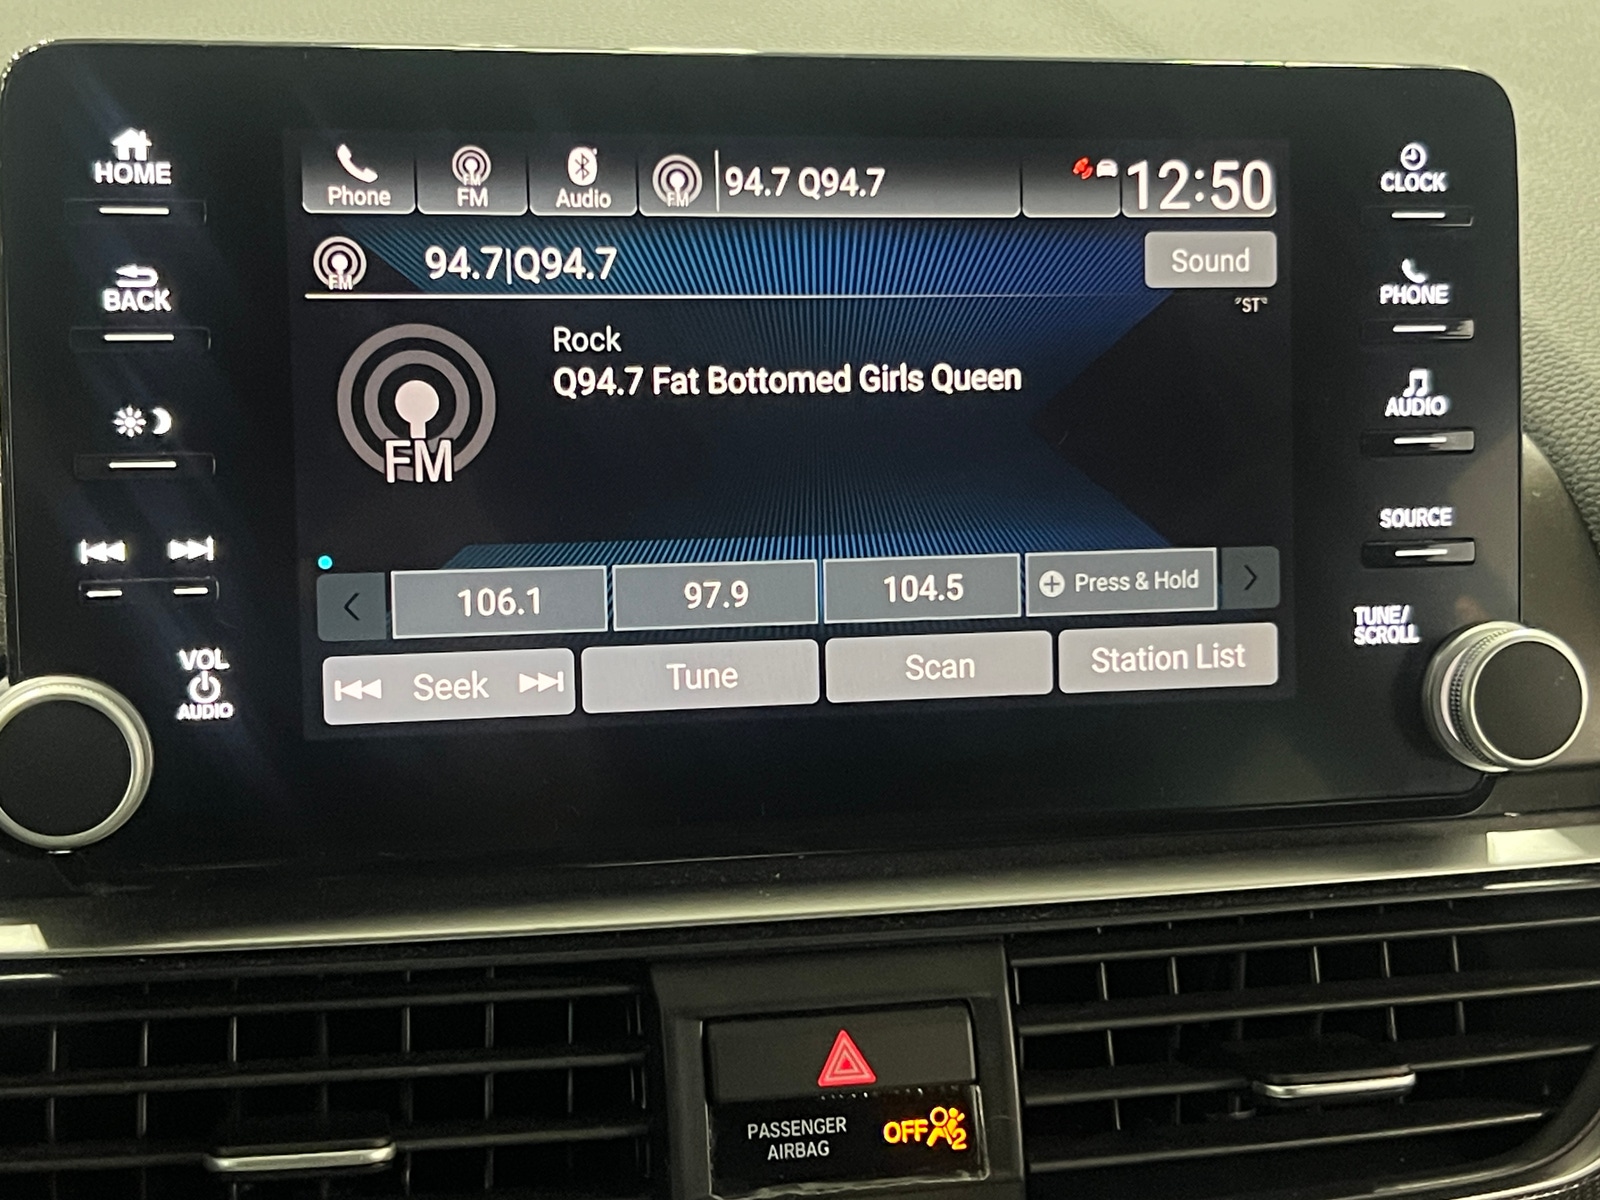 HOME
Phone
FM
FM
Audio
FM
94.7 Q94.7
12:50
CLOCK
FM
94.7|Q94.7
Sound
"ST"
BACK
PHONE
Rock
Q94.7 Fat Bottomed Girls Queen
FM
AUDIO
SOURCE
106.1
97.9
104.5
Press & Hold
Seek
Tune
Scan
Station List
TUNE/
SCROLL
VOL
AUDIO
PASSENGER
AIRBAG
OFF
2